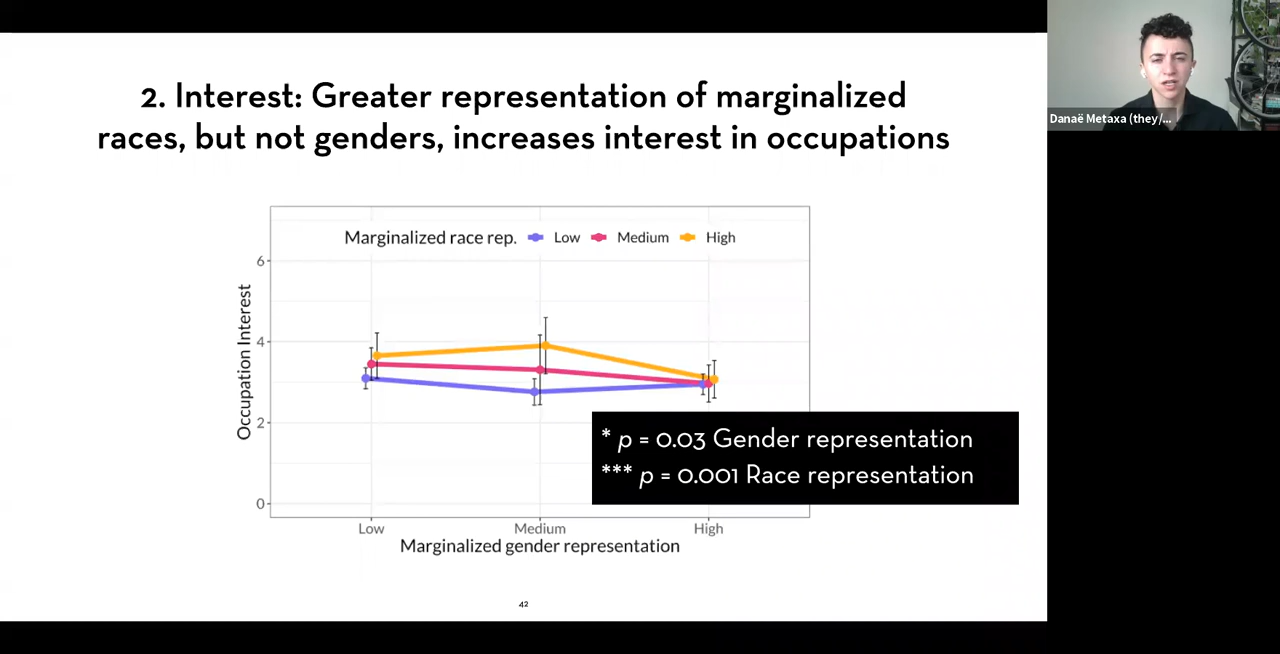 2. Interest: Greater representation of marginalized
races, but not genders, increases interest in occupations
Marginalized race rep. Low Medium High
Occupation Interest
6
4
2
0
Low Medium High
Marginalized gender representation
* p = 0.03 Gender representation
*** p = 0.001 Race representation
42
Danaë Metaxa (they/...